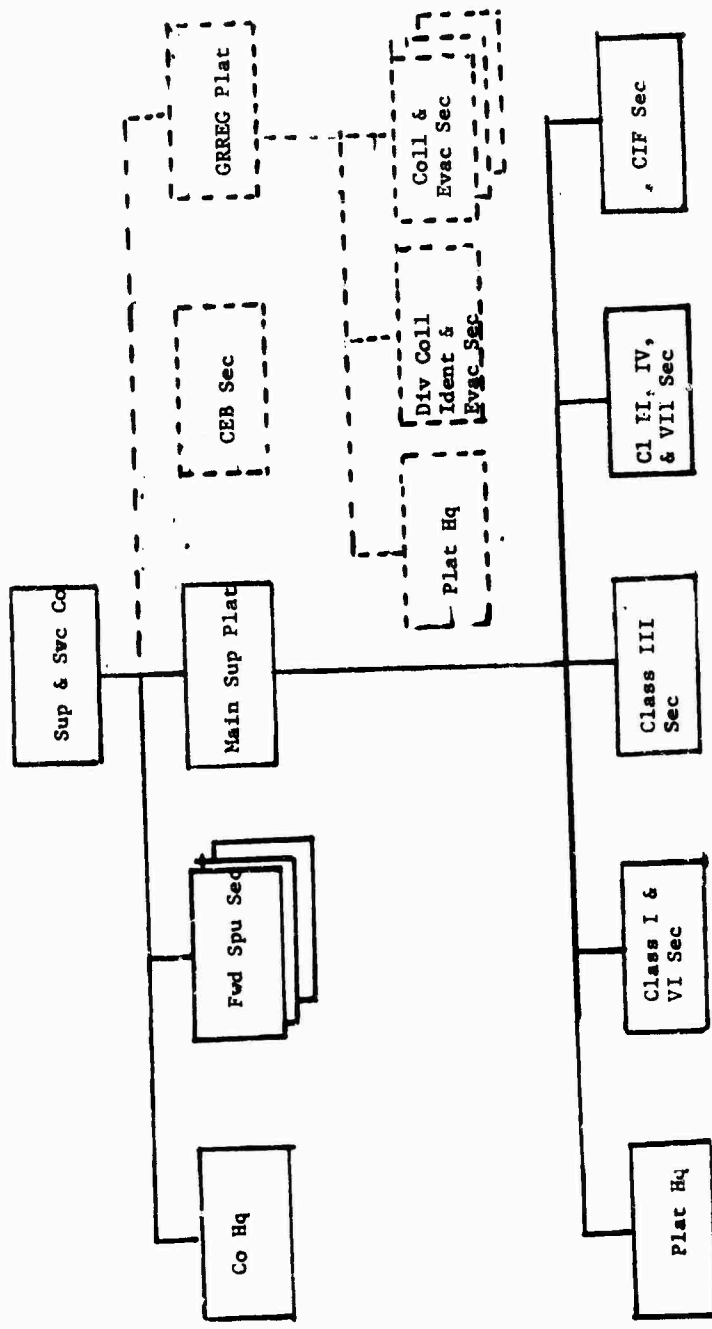 Sup & Svc Co
Co Hq
Fwd Spu Sec
Main Sup Plat
CEB Sec
GRREG Plat
Plat Hq
Div Coll
Ident &
Evac Sec
Coll &
Evac Sec
Plat Hq
Class I &
VI Sec
Class III
Sec
Cl II, IV,
& VII Sec
CIF Sec